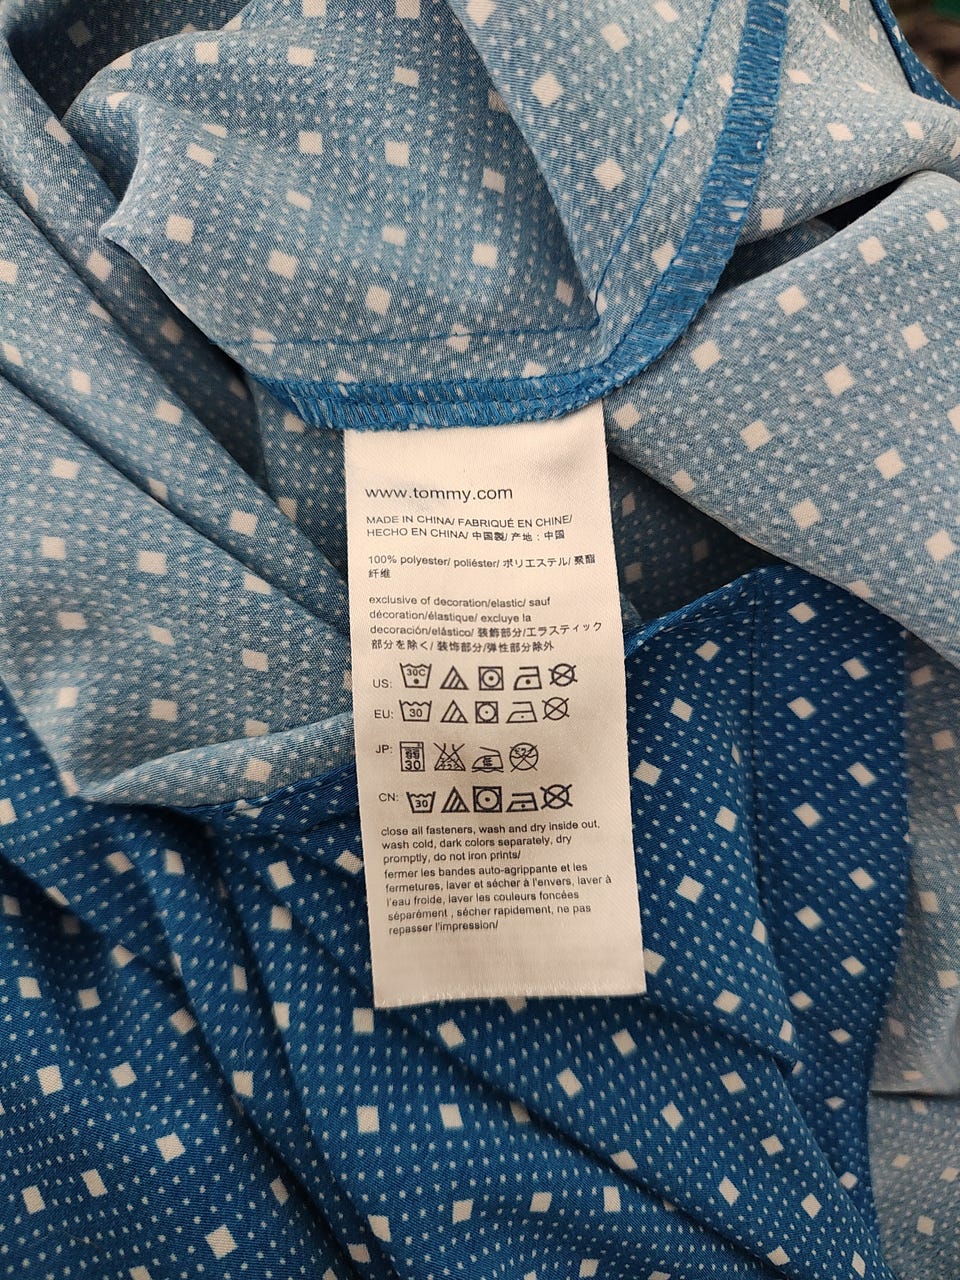 www.tommy.com
MADE IN CHINA/ FABRIQUÉ EN CHINE/
HECHO EN CHINA/ 中国製/ 产地：中国
100% polyester/ poliéster/ ポリエステル/ 聚酯
纤维
exclusive of decoration/elastic/ sauf
décoration/élastique/ excluye la
decoración/elástico/ 装飾部分/エラスティック
部分を除く/ 装饰部分/弹性部分除外
US: 30C
EU: 30
JP: 30
CN: 30
close all fasteners, wash and dry inside out,
wash cold, dark colors separately, dry
promptly, do not iron prints/
fermer les bandes auto-agrippante et les
fermetures, laver et sécher à l'envers, laver à
l'eau froide, laver les couleurs foncées
séparément , sécher rapidement, ne pas
repasser l'impression/